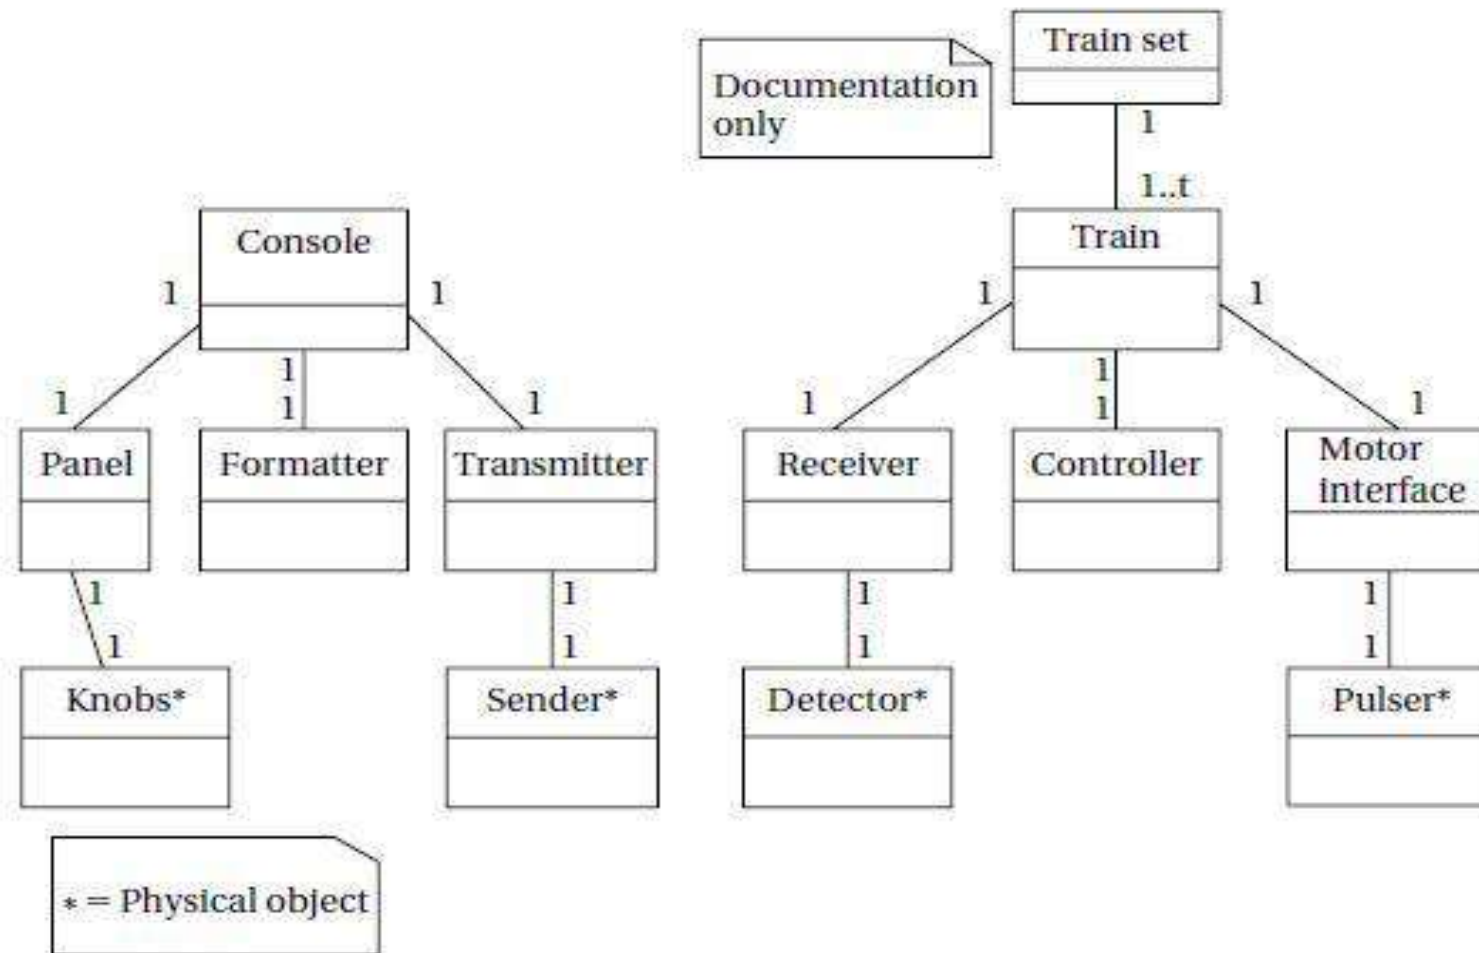 Train set
Documentation
only
1
1..t
Console
Train
1
1
1
1
1
1
1
1
1
1
1
1
Panel
Formatter
Transmitter
Receiver
Controller
Motor
interface
1
1
1
1
1
1
1
1
Knobs*
Sender*
Detector*
Pulser*
* = Physical object